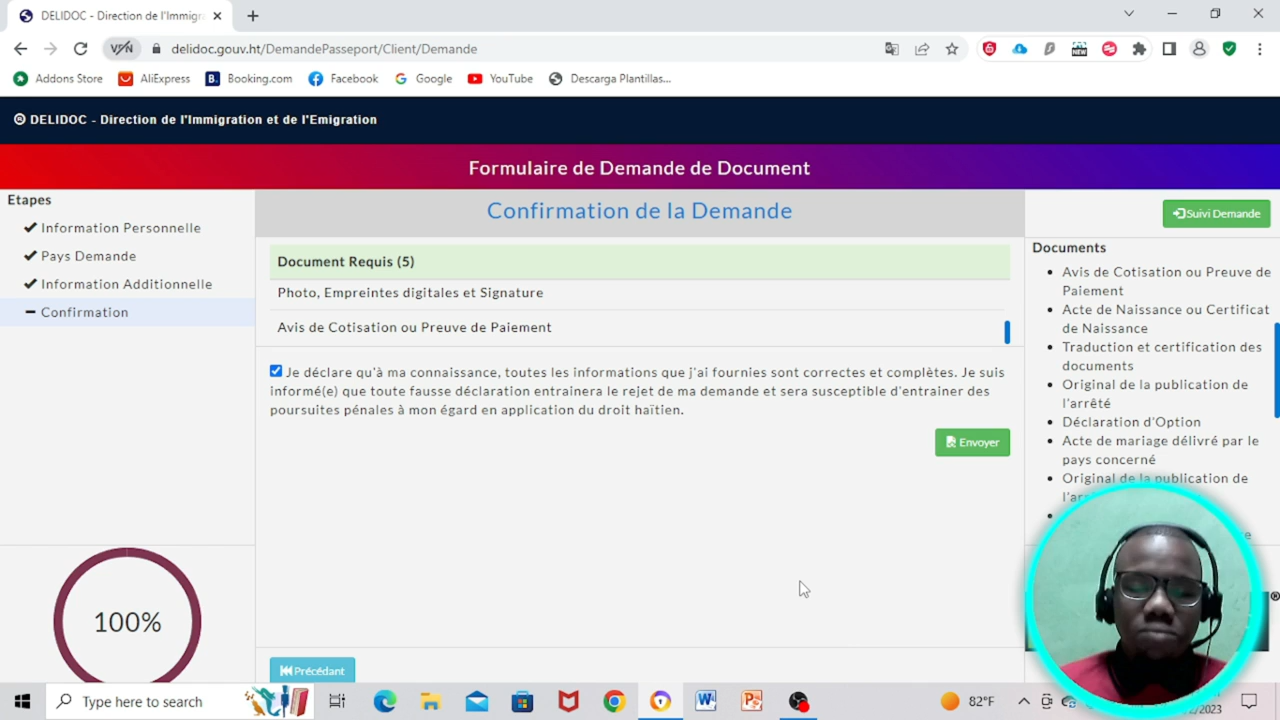 DELIDOC - Direction de l'Immigra
delidoc.gouv.ht/DemandePasseport/Client/Demande
Addons Store AliExpress Booking.com Facebook Google YouTube Descarga Plantillas...
DELIDOC - Direction de l'Immigration et de l'Emigration
Formulaire de Demande de Document
Etapes
Information Personnelle
Pays Demande
Information Additionnelle
Confirmation
100%
Confirmation de la Demande
Document Requis (5)
Photo, Empreintes digitales et Signature
Avis de Cotisation ou Preuve de Paiement
Je déclare qu'à ma connaissance, toutes les informations que j'ai fournies sont correctes et complètes. Je suis
informé(e) que toute fausse déclaration entrainera le rejet de ma demande et sera susceptible d'entrainer des
poursuites pénales à mon égard en application du droit haïtien.
Envoyer
Précédant
Suivi Demande
Documents
Avis de Cotisation ou Preuve de
Paiement
Acte de Naissance ou Certificat
de Naissance
Traduction et certification des
documents
Original de la publication de
l'arrêté
Déclaration d'Option
Acte de mariage délivré par le
pays concerné
Original de la publication de
Type here to search
82°F